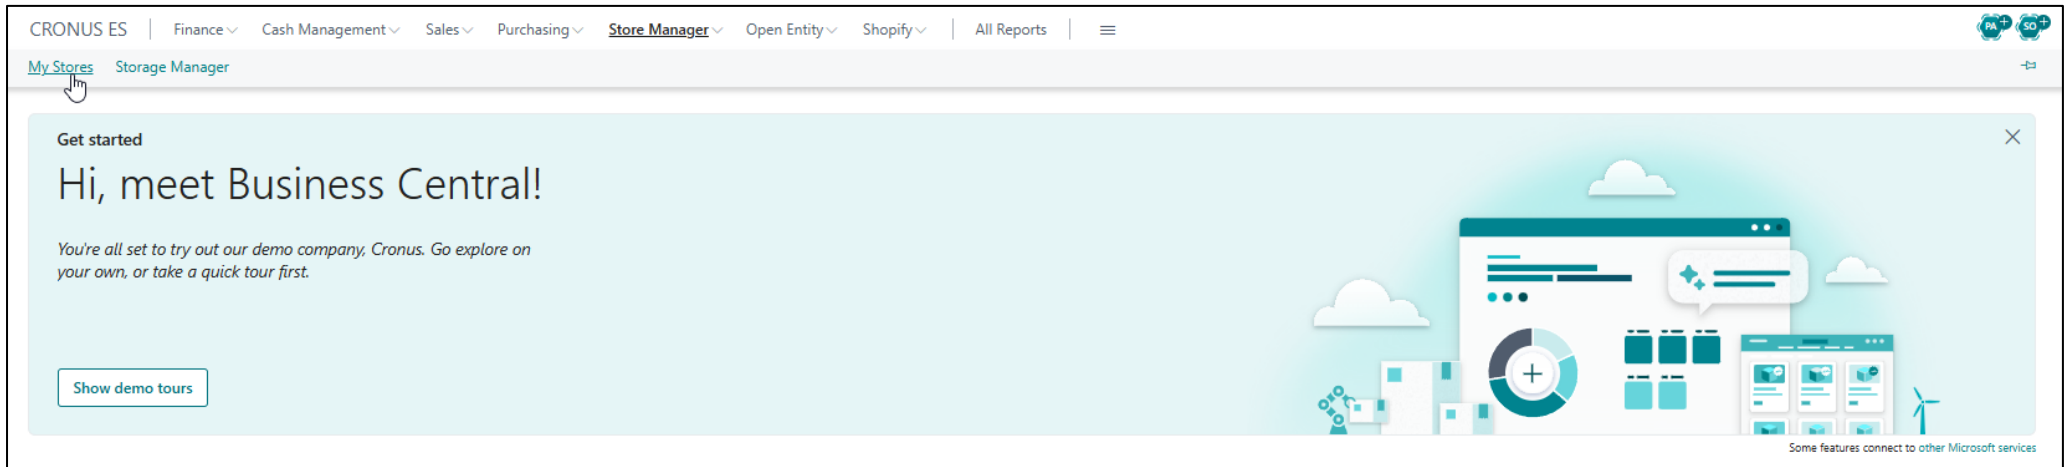 CRONUS ES Finance Cash Management Sales Purchasing Store Manager Open Entity Shopify All Reports PA SO
My Stores Storage Manager
Get started
Hi, meet Business Central!
You're all set to try out our demo company, Cronus. Go explore on
your own, or take a quick tour first.
Show demo tours
Some features connect to other Microsoft services